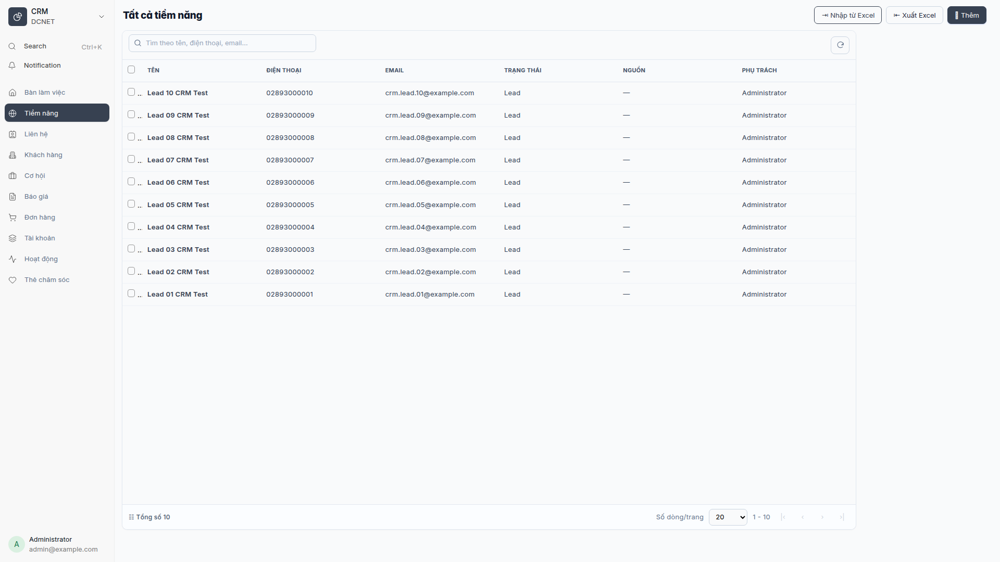 CRM
DCNET
Search Ctrl+K
Notification
Bàn làm việc
Tiềm năng
Liên hệ
Khách hàng
Cơ hội
Báo giá
Đơn hàng
Tài khoản
Hoạt động
Thẻ chăm sóc
Administrator
A
admin@example.com
Tất cả tiềm năng
Nhập từ Excel
Xuất Excel
Thêm
Tìm theo tên, điện thoại, email...
TÊN ĐIỆN THOẠI EMAIL TRẠNG THÁI NGUỒN PHỤ TRÁCH
... Lead 10 CRM Test 02893000010 crm.lead.10@example.com Lead — Administrator
... Lead 09 CRM Test 02893000009 crm.lead.09@example.com Lead — Administrator
... Lead 08 CRM Test 02893000008 crm.lead.08@example.com Lead — Administrator
... Lead 07 CRM Test 02893000007 crm.lead.07@example.com Lead — Administrator
... Lead 06 CRM Test 02893000006 crm.lead.06@example.com Lead — Administrator
... Lead 05 CRM Test 02893000005 crm.lead.05@example.com Lead — Administrator
... Lead 04 CRM Test 02893000004 crm.lead.04@example.com Lead — Administrator
... Lead 03 CRM Test 02893000003 crm.lead.03@example.com Lead — Administrator
... Lead 02 CRM Test 02893000002 crm.lead.02@example.com Lead — Administrator
... Lead 01 CRM Test 02893000001 crm.lead.01@example.com Lead — Administrator
Tổng số 10 Số dòng/trang 20 1 - 10